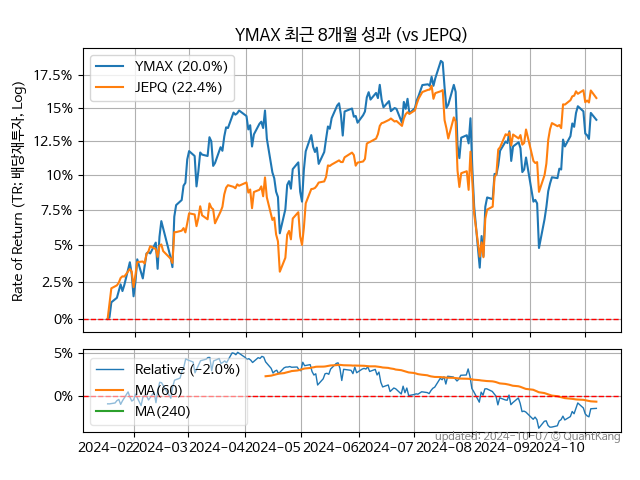 YMAX 최근 8개월 성과 (vs JEPQ)
Rate of Return (TR: 배당재투자, Log)
17.5%
15%
12.5%
10%
7.5%
5%
2.5%
0%
YMAX (20.0%)
JEPQ (22.4%)
5%
0%
Relative (−2.0%)
MA(60)
MA(240)
2024−02
2024−03
2024−04
2024−05
2024−06
2024−07
2024−08
2024−09
2024−10
updated: 2024-10-07 © QuantKang